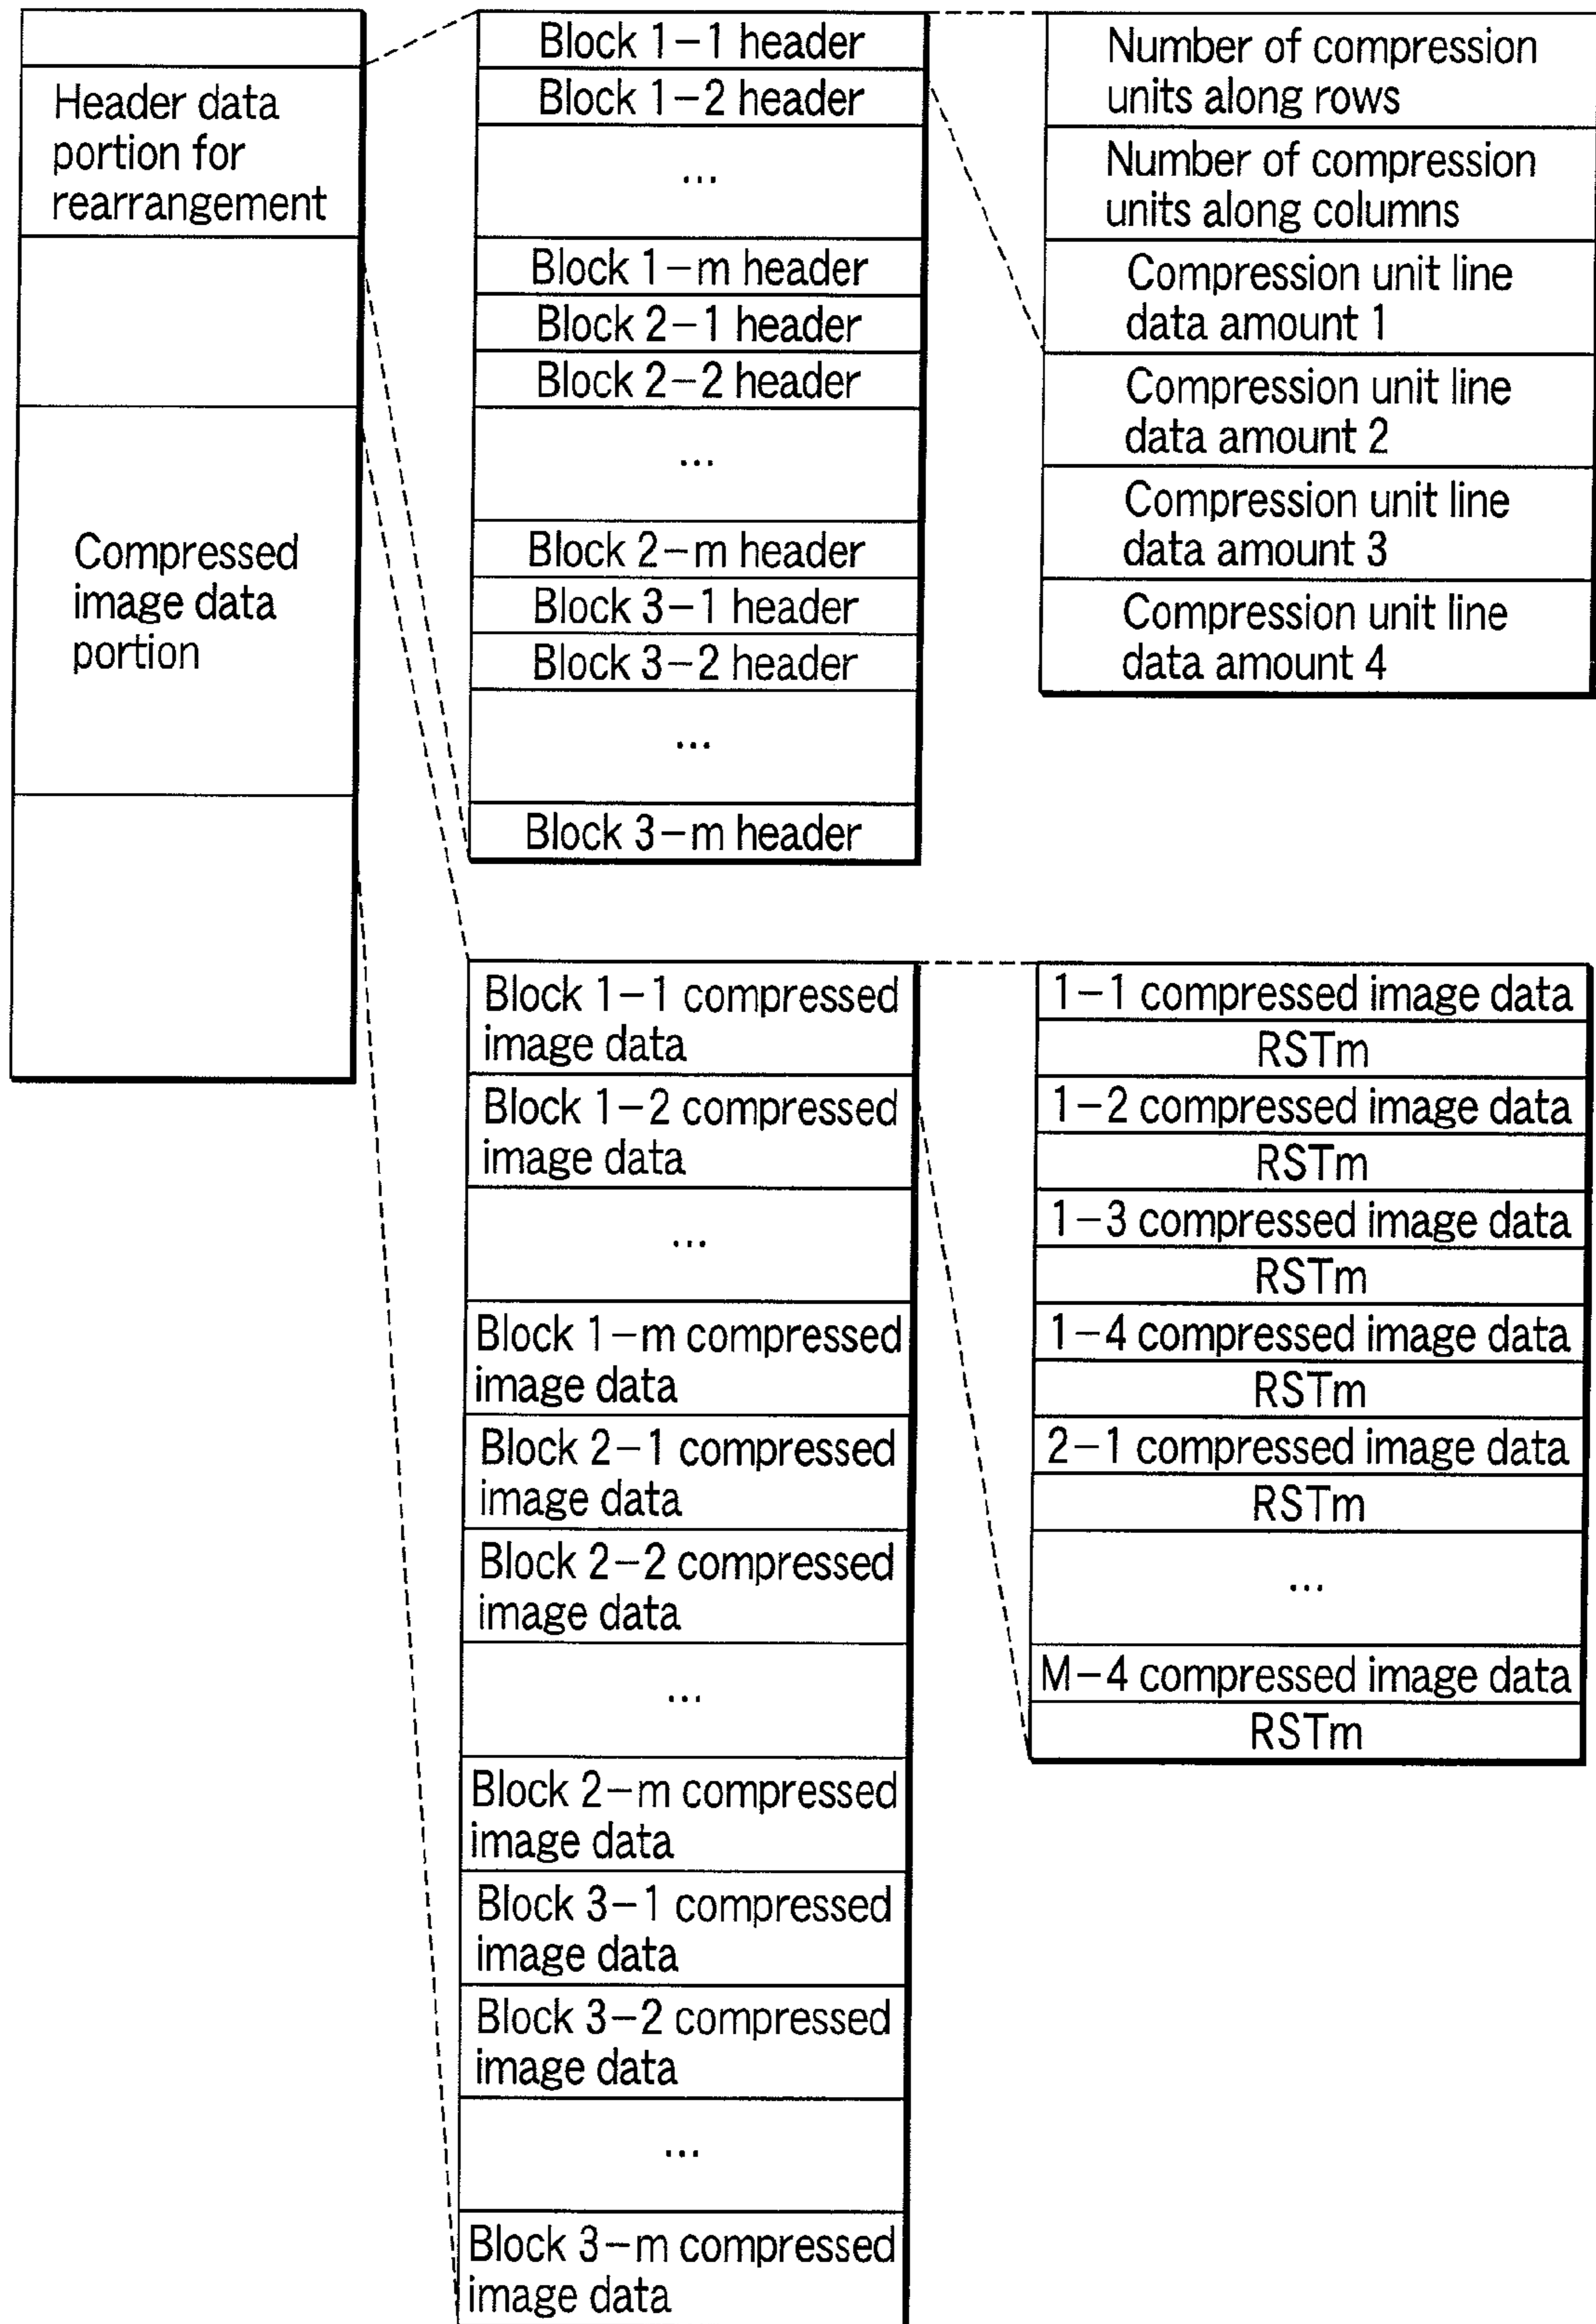 Header data
portion for
rearrangement
Compressed
image data
portion
Block 1-1 header
Block 1-2 header
...
Block 1-m header
Block 2-1 header
Block 2-2 header
...
Block 2-m header
Block 3-1 header
Block 3-2 header
...
Block 3-m header
Number of compression
units along rows
Number of compression
units along columns
Compression unit line
data amount 1
Compression unit line
data amount 2
Compression unit line
data amount 3
Compression unit line
data amount 4
Block 1-1 compressed
image data
Block 1-2 compressed
image data
...
Block 1-m compressed
image data
Block 2-1 compressed
image data
Block 2-2 compressed
image data
...
Block 2-m compressed
image data
Block 3-1 compressed
image data
Block 3-2 compressed
image data
...
Block 3-m compressed
image data
1-1 compressed image data
RSTm
1-2 compressed image data
RSTm
1-3 compressed image data
RSTm
1-4 compressed image data
RSTm
2-1 compressed image data
RSTm
...
M-4 compressed image data
RSTm